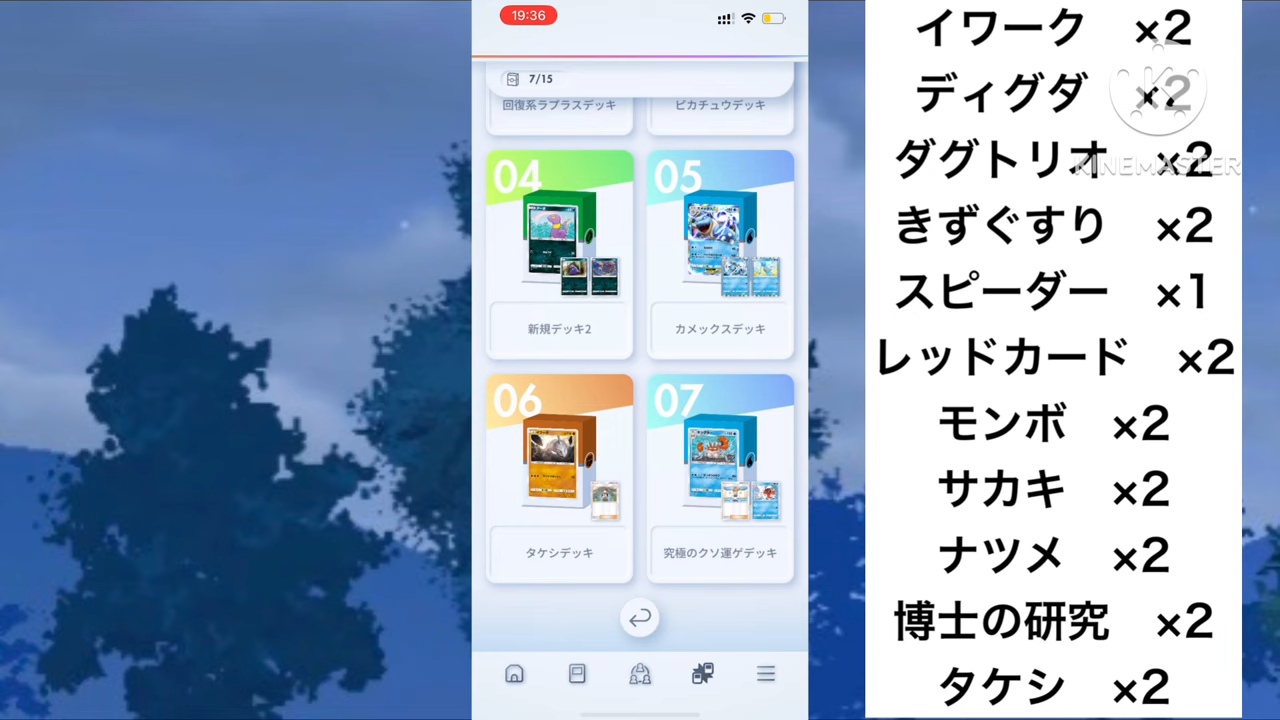 19:36
7/15
回復系ラプラスデッキ
ピカチュウデッキ
04
新規デッキ2
05
カメックスデッキ
06
タケシデッキ
07
究極のクソ運ゲデッキ
イワーク ×2
ディグダ ×2
ダグトリオ ×2
KINEMASTER
きずぐすり ×2
スピーダー ×1
レッドカード ×2
モンボ ×2
サカキ ×2
ナツメ ×2
博士の研究 ×2
タケシ ×2